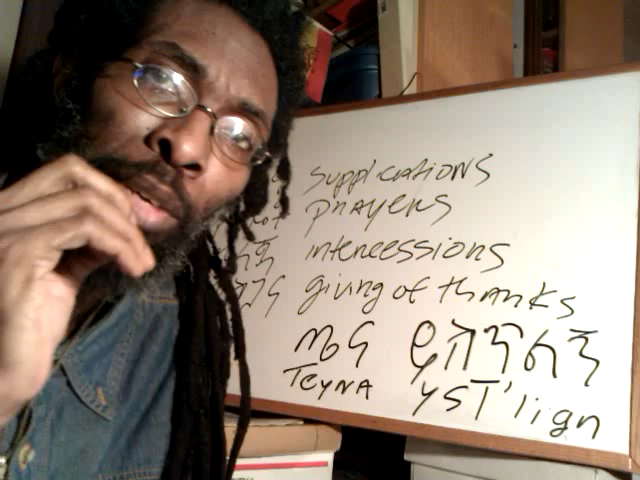 supplications
prayers
intercessions
giving of thanks
ጤና ይስጥልኝ
Teyna yst'lign